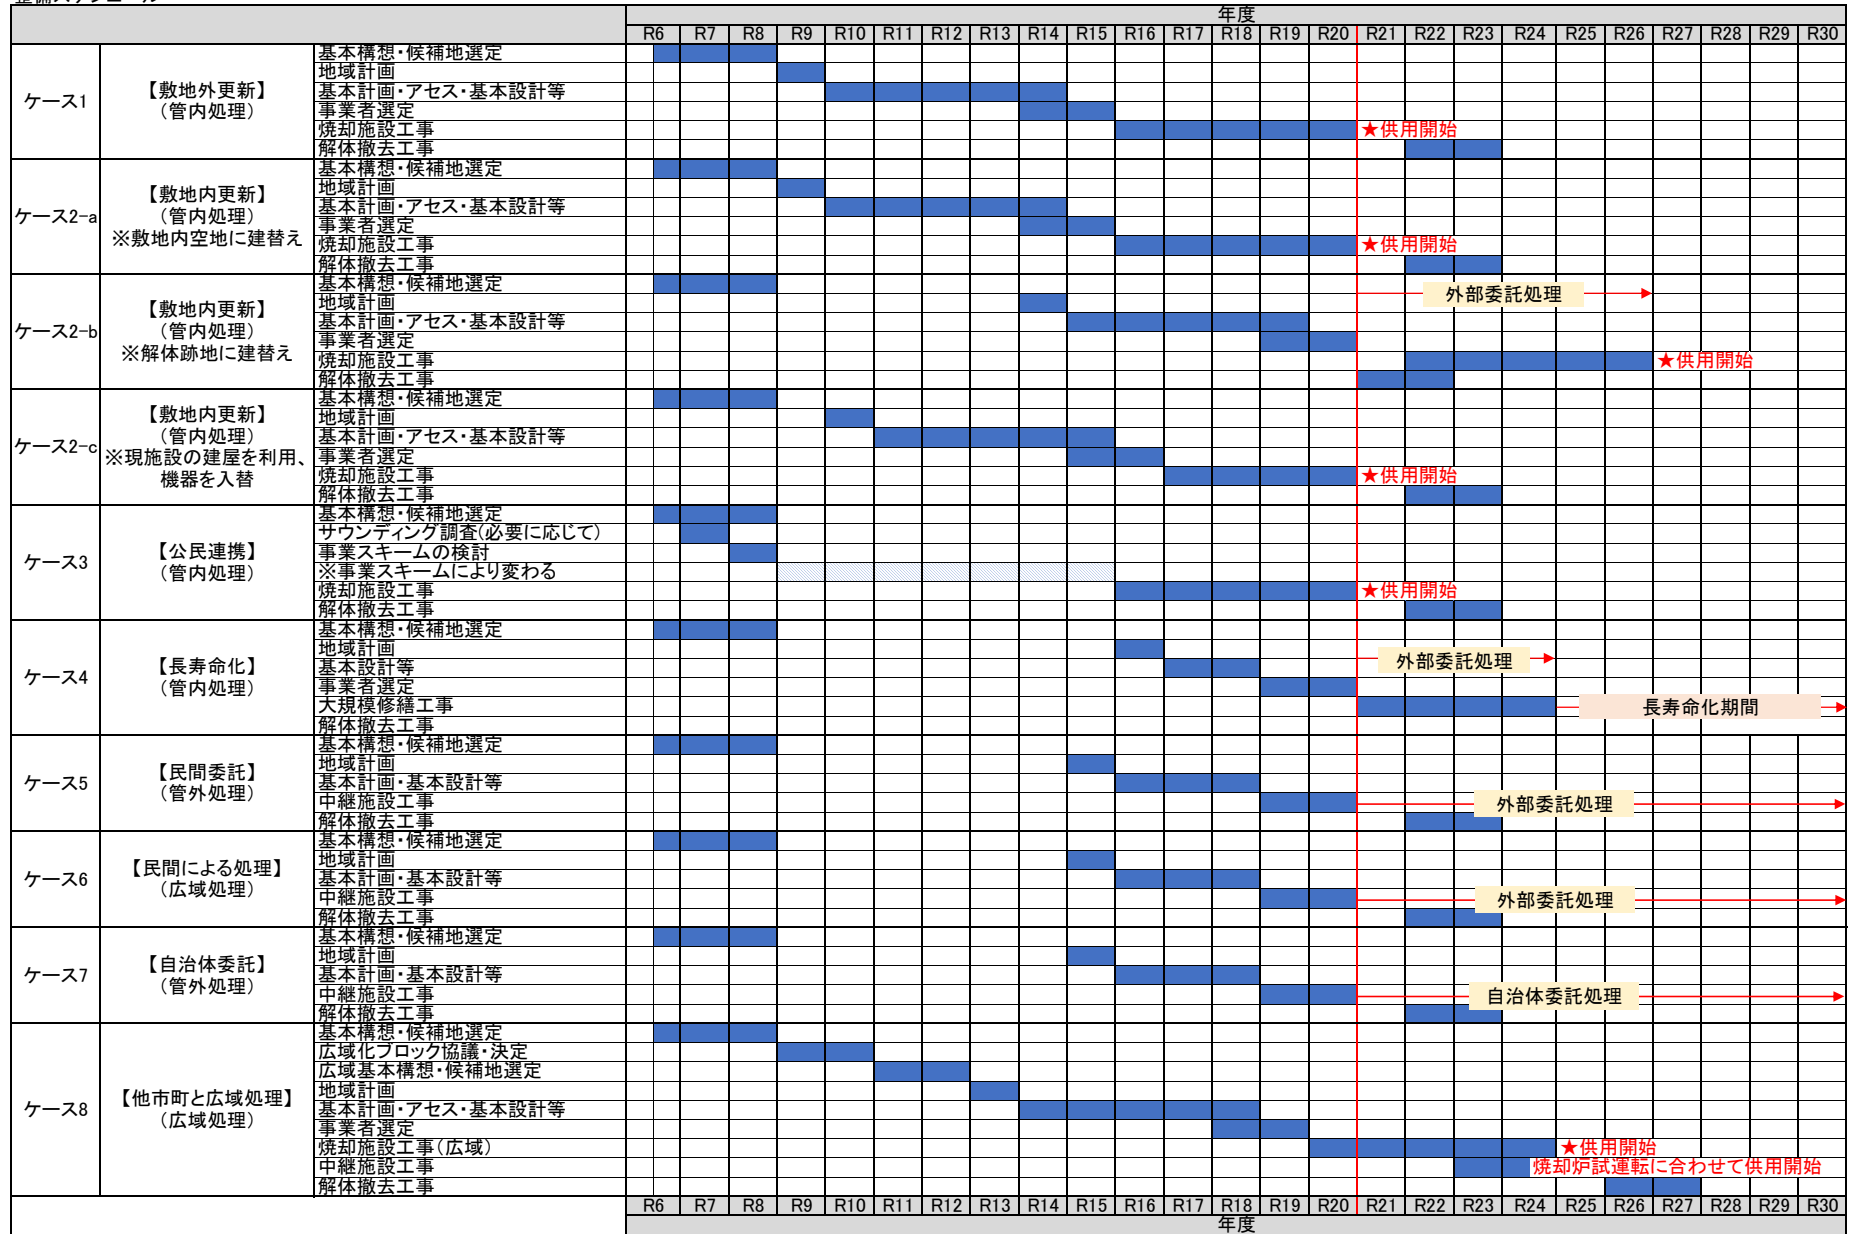 整備スケジュール
年度
R6 R7 R8 R9 R10 R11 R12 R13 R14 R15 R16 R17 R18 R19 R20 R21 R22 R23 R24 R25 R26 R27 R28 R29 R30
ケース1
【敷地外更新】
（管内処理）
基本構想・候補地選定
地域計画
基本計画・アセス・基本設計等
事業者選定
焼却施設工事
★供用開始
解体撤去工事
ケース2-a
【敷地内更新】
（管内処理）
※敷地内空地に建替え
基本構想・候補地選定
地域計画
基本計画・アセス・基本設計等
事業者選定
焼却施設工事
★供用開始
解体撤去工事
ケース2-b
【敷地内更新】
（管内処理）
※解体跡地に建替え
基本構想・候補地選定
外部委託処理
地域計画
基本計画・アセス・基本設計等
事業者選定
焼却施設工事
★供用開始
解体撤去工事
ケース2-c
【敷地内更新】
（管内処理）
※現施設の建屋を利用、
機器を入替
基本構想・候補地選定
地域計画
基本計画・アセス・基本設計等
事業者選定
焼却施設工事
★供用開始
解体撤去工事
ケース3
【公民連携】
（管内処理）
基本構想・候補地選定
サウンディング調査(必要に応じて)
事業スキームの検討
※事業スキームにより変わる
焼却施設工事
★供用開始
解体撤去工事
ケース4
【長寿命化】
（管内処理）
基本構想・候補地選定
地域計画
外部委託処理
基本設計等
事業者選定
大規模修繕工事
長寿命化期間
解体撤去工事
ケース5
【民間委託】
（管外処理）
基本構想・候補地選定
地域計画
基本計画・基本設計等
中継施設工事
外部委託処理
解体撤去工事
ケース6
【民間による処理】
（広域処理）
基本構想・候補地選定
地域計画
基本計画・基本設計等
中継施設工事
外部委託処理
解体撤去工事
ケース7
【自治体委託】
（管外処理）
基本構想・候補地選定
地域計画
基本計画・基本設計等
中継施設工事
自治体委託処理
解体撤去工事
ケース8
【他市町と広域処理】
（広域処理）
基本構想・候補地選定
広域化ブロック協議・決定
広域基本構想・候補地選定
地域計画
基本計画・アセス・基本設計等
事業者選定
焼却施設工事（広域）
★供用開始
中継施設工事
焼却炉試運転に合わせて供用開始
解体撤去工事
R6 R7 R8 R9 R10 R11 R12 R13 R14 R15 R16 R17 R18 R19 R20 R21 R22 R23 R24 R25 R26 R27 R28 R29 R30
年度